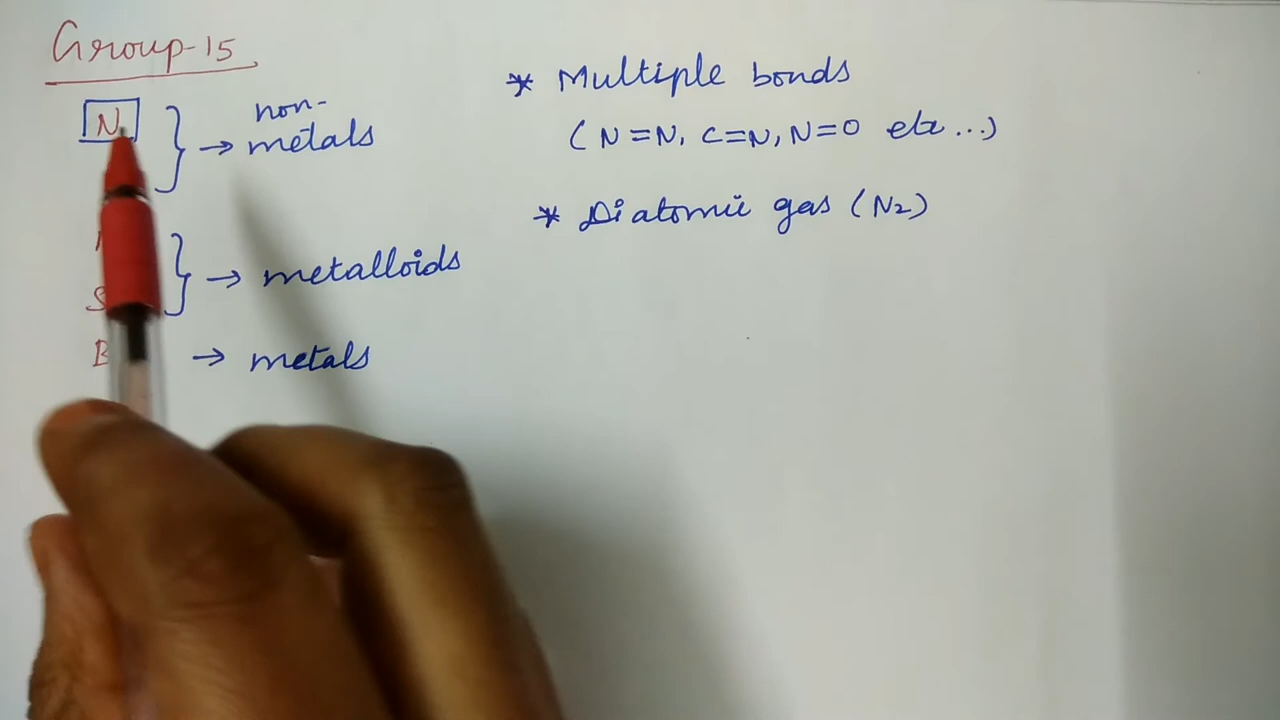 Group-15
N
non-
metals
metalloids
metals
* Multiple bonds
(N=N, C=N, N=O etc...)
* Diatomic gas (N2)